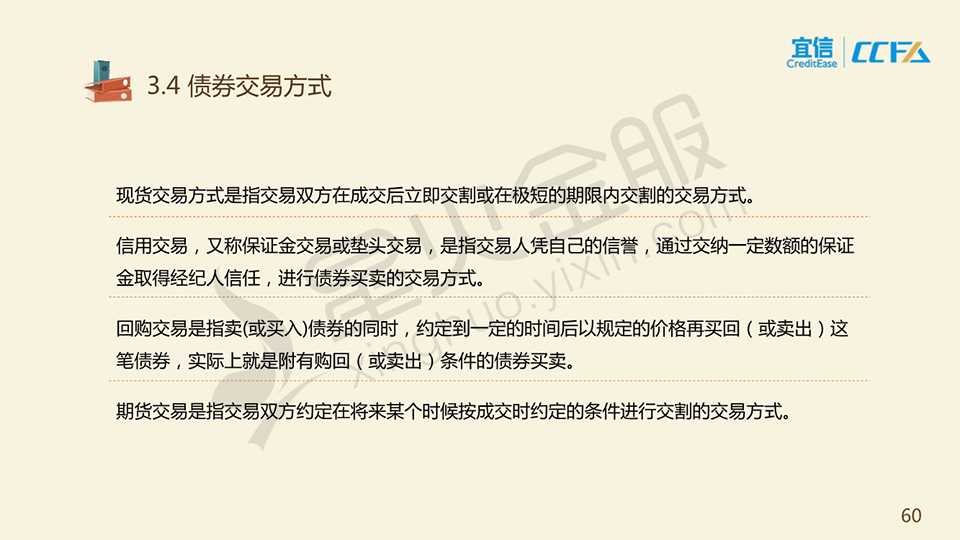 宜信
CreditEase
CCFA
3.4 债券交易方式
现货交易方式是指交易双方在成交后立即交割或在极短的期限内交割的交易方式。
信用交易，又称保证金交易或垫头交易，是指交易人凭自己的信誉，通过交纳一定数额的保证
金取得经纪人信任，进行债券买卖的交易方式。
回购交易是指卖(或买入)债券的同时，约定到一定的时间后以规定的价格再买回（或卖出）这
笔债券，实际上就是附有购回（或卖出）条件的债券买卖。
期货交易是指交易双方约定在将来某个时候按成交时约定的条件进行交割的交易方式。
星火金服
xinghuo.yixin.com
60